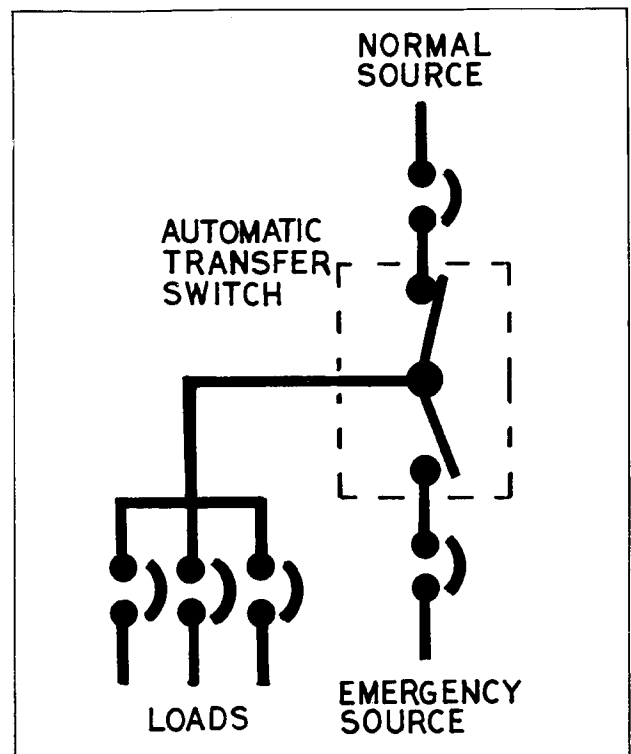 NORMAL
SOURCE
AUTOMATIC
TRANSFER
SWITCH
LOADS
EMERGENCY
SOURCE